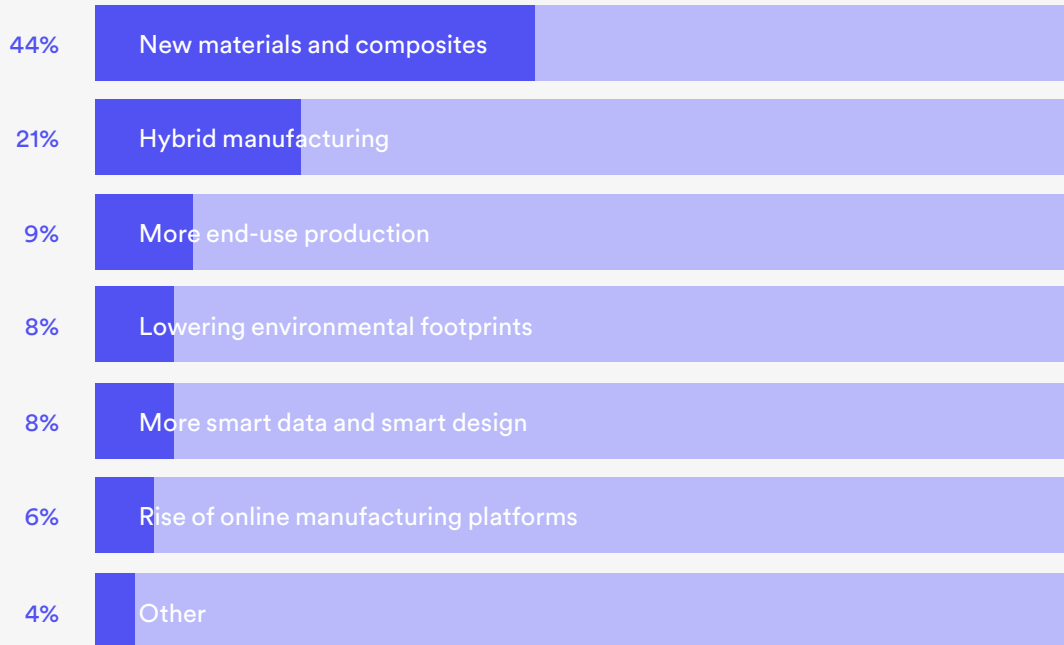 44% New materials and composites
21% Hybrid manufacturing
9% More end-use production
8% Lowering environmental footprints
8% More smart data and smart design
6% Rise of online manufacturing platforms
4% Other